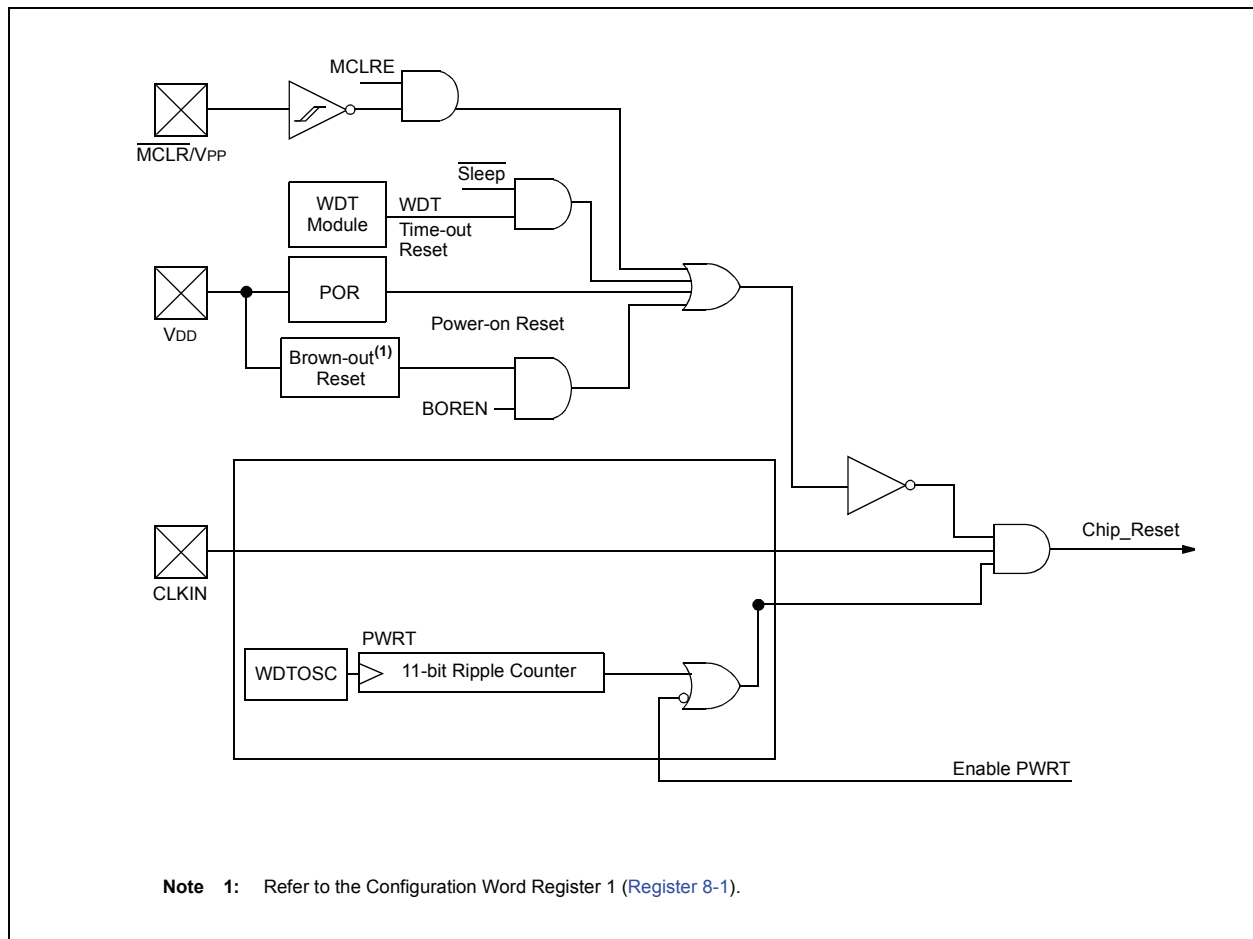 MCLRE
MCLR/VPP
Sleep
WDT
Module
WDT
Time-out
Reset
POR
VDD
Power-on Reset
Brown-out(1)
Reset
BOREN
CLKIN
Chip_Reset
PWRT
WDTOSC
11-bit Ripple Counter
Enable PWRT
Note 1: Refer to the Configuration Word Register 1 (Register 8-1).